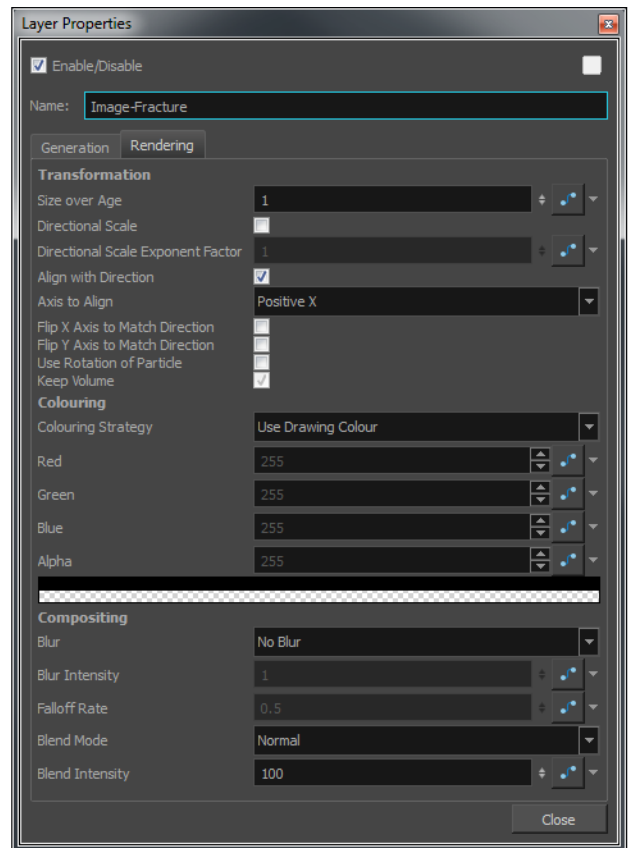 Layer Properties
Enable/Disable
Name: Image-Fracture
Generation Rendering
Transformation
Size over Age 1
Directional Scale
Directional Scale Exponent Factor 1
Align with Direction
Axis to Align Positive X
Flip X Axis to Match Direction
Flip Y Axis to Match Direction
Use Rotation of Particle
Keep Volume
Colouring
Colouring Strategy Use Drawing Colour
Red 255
Green 255
Blue 255
Alpha 255
Compositing
Blur No Blur
Blur Intensity 1
Falloff Rate 0.5
Blend Mode Normal
Blend Intensity 100
Close